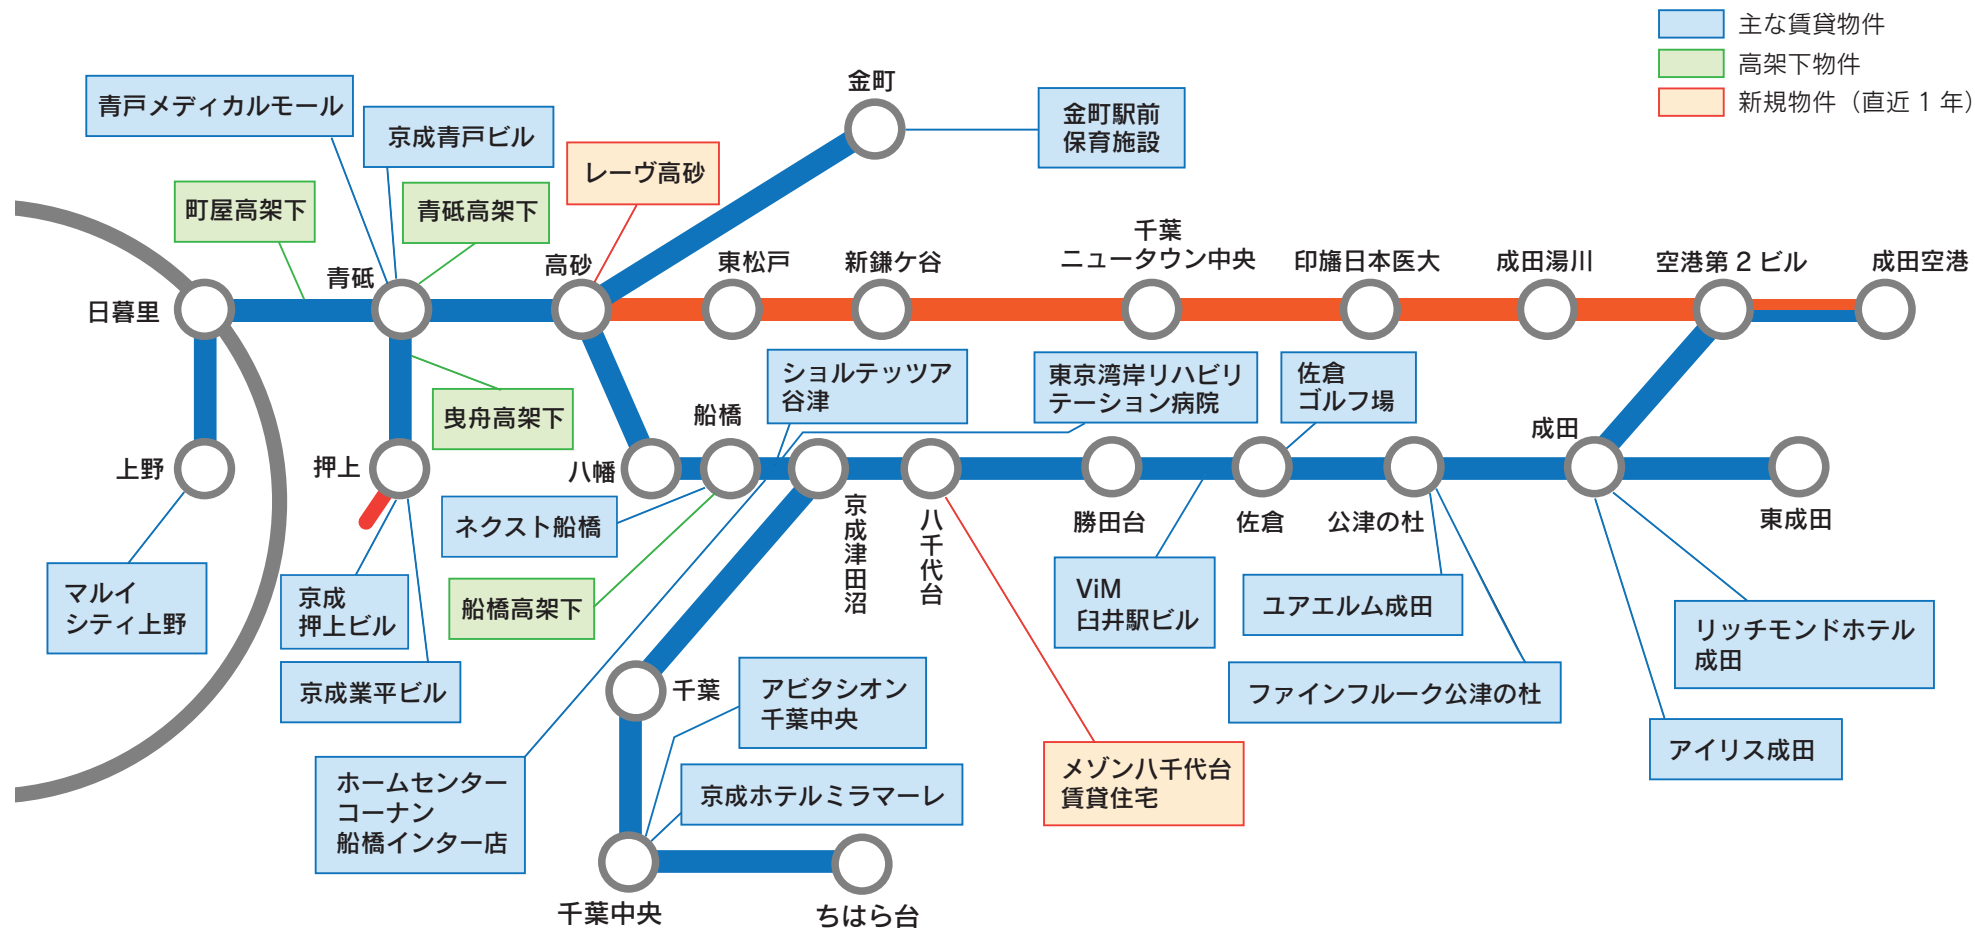 主な賃貸物件
高架下物件
新規物件（直近 1 年）
金町
青戸メディカルモール
京成青戸ビル
金町駅前
保育施設
レーヴ高砂
町屋高架下
青砥高架下
千葉
ニュータウン中央
青砥
高砂
東松戸
新鎌ケ谷
印旛日本医大
成田湯川
空港第 2 ビル
成田空港
日暮里
ショルテッツア
谷津
東京湾岸リハビリ
テーション病院
佐倉
ゴルフ場
曳舟高架下
船橋
成田
上野
押上
八幡
ネクスト船橋
京成津田沼
八千代台
勝田台
佐倉
公津の杜
東成田
マルイ
シティ上野
京成
押上ビル
船橋高架下
ViM
臼井駅ビル
ユアエルム成田
リッチモンドホテル
成田
京成業平ビル
千葉
アビタシオン
千葉中央
ファインフルーク公津の杜
アイリス成田
ホームセンター
コーナン
船橋インター店
京成ホテルミラマーレ
メゾン八千代台
賃貸住宅
千葉中央
ちはら台